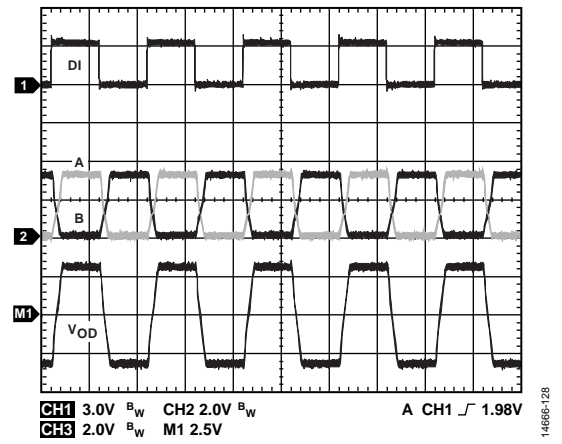 DI
1
A
B
2
M1
VOD
CH1 3.0V BW CH2 2.0V BW A CH1 1.98V
CH3 2.0V BW M1 2.5V
14666-128